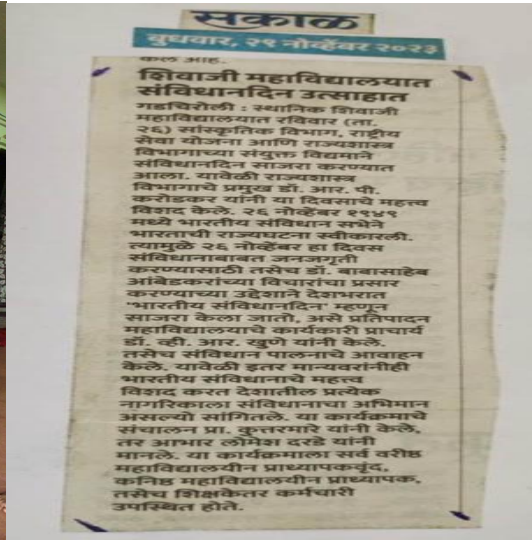 सकाळ
बुधवार, २९ नोव्हेंबर २०२३
केले आहे.
शिवाजी महाविद्यालयात
संविधानदिन उत्साहात
गडचिरोली : स्थानिक शिवाजी
महाविद्यालयात रविवार (ता.
२६) सांस्कृतिक विभाग, राष्ट्रीय
सेवा योजना आणि राज्यशास्त्र
विभागाच्या संयुक्त विद्यमाने
संविधानदिन साजरा करण्यात
आला. यावेळी राज्यशास्त्र
विभागाचे प्रमुख डॉ. आर. पी.
करोडकर यांनी या दिवसाचे महत्त्व
विशद केले. २६ नोव्हेंबर १९४९
मध्ये भारतीय संविधान सभेने
भारताची राज्यघटना स्वीकारली.
त्यामुळे २६ नोव्हेंबर हा दिवस
संविधानाबाबत जनजागृती
करण्यासाठी तसेच डॉ. बाबासाहेब
आंबेडकरांच्या विचारांचा प्रसार
करण्याच्या उद्देशाने देशभरात
'भारतीय संविधानदिन' म्हणून
साजरा केला जातो, असे प्रतिपादन
महाविद्यालयाचे कार्यकारी प्राचार्य
डॉ. व्ही. आर. खुणे यांनी केले.
तसेच संविधान पालनाचे आवाहन
केले. यावेळी इतर मान्यवरांनीही
भारतीय संविधानाचे महत्त्व
विशद करत देशातील प्रत्येक
नागरिकाला संविधानाचा अभिमान
असल्यो सांगितले. या कार्यक्रमाचे
संचालन प्रा. कुत्तरमारे यांनी केले,
तर आभार लोमेश दरडे यांनी
मानले. या कार्यक्रमाला सर्व वरीष्ठ
महाविद्यालयीन प्राध्यापकवृंद,
कनिष्ठ महाविद्यालयीन प्राध्यापक,
तसेच शिक्षकेतर कर्मचारी
उपस्थित होते.